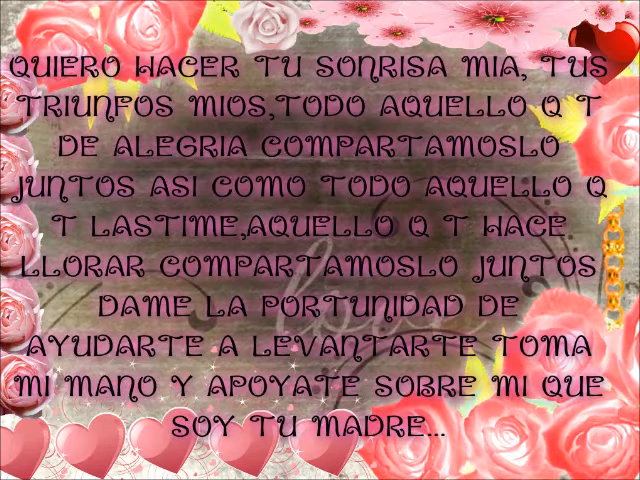 QUIERO HACER TU SONRISA MIA, TUS
TRIUNFOS MIOS,TODO AQUELLO Q T
DE ALEGRIA COMPARTAMOSLO
JUNTOS ASI COMO TODO AQUELLO Q
T LASTIME,AQUELLO Q T HACE
LLORAR COMPARTAMOSLO JUNTOS
DAME LA PORTUNIDAD DE
AYUDARTE A LEVANTARTE TOMA
MI MANO Y APOYATE SOBRE MI QUE
SOY TU MADRE...
love